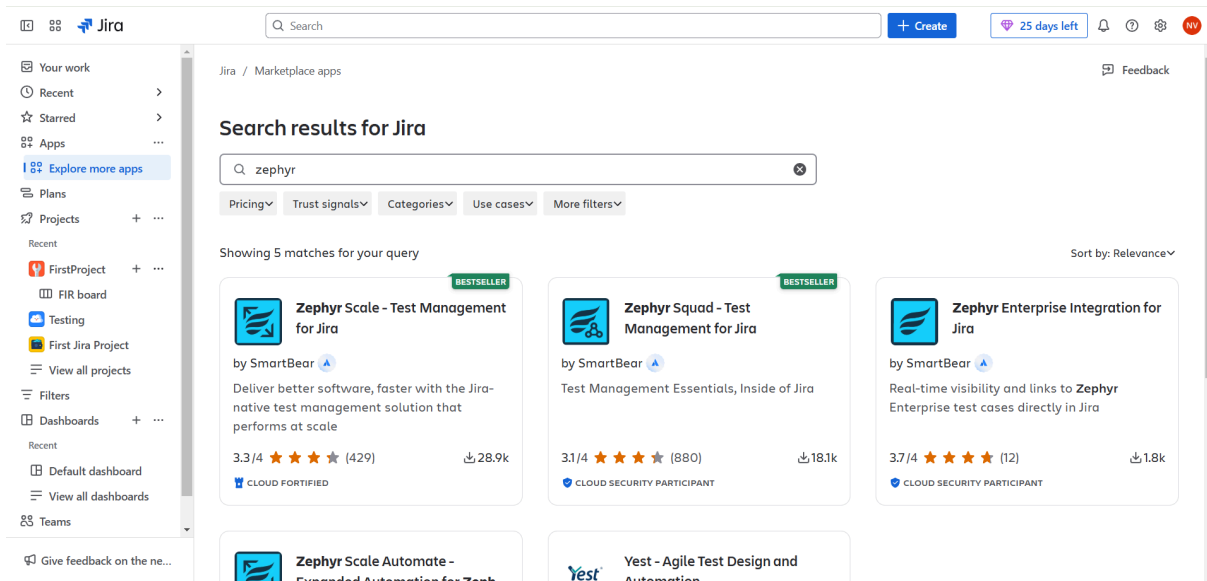 Jira
Search
+ Create
25 days left
NV
Your work
Recent
Starred
Apps
Explore more apps
Plans
Projects
Recent
FirstProject
FIR board
Testing
First Jira Project
View all projects
Filters
Dashboards
Recent
Default dashboard
View all dashboards
Teams
Give feedback on the ne...
Jira / Marketplace apps
Feedback
Search results for Jira
zephyr
Pricing Trust signals Categories Use cases More filters
Showing 5 matches for your query
Sort by: Relevance
BESTSELLER
Zephyr Scale - Test Management
for Jira
by SmartBear
Deliver better software, faster with the Jira-
native test management solution that
performs at scale
3.3/4 (429) 28.9k
CLOUD FORTIFIED
BESTSELLER
Zephyr Squad - Test
Management for Jira
by SmartBear
Test Management Essentials, Inside of Jira
3.1/4 (880) 18.1k
CLOUD SECURITY PARTICIPANT
Zephyr Enterprise Integration for
Jira
by SmartBear
Real-time visibility and links to Zephyr
Enterprise test cases directly in Jira
3.7/4 (12) 1.8k
CLOUD SECURITY PARTICIPANT
Zephyr Scale Automate -
Expanded Automation for Zeph
Yest
Yest - Agile Test Design and
Automation